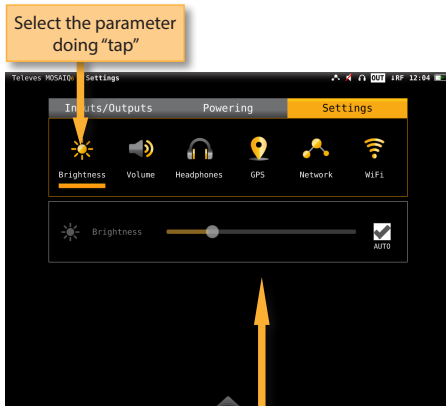 Select the parameter
doing “tap”
Televes MOSAIQ Settings OUT ↓RF 12:04
Inputs/Outputs Powering Settings
Brightness Volume Headphones GPS Network WiFi
Brightness AUTO